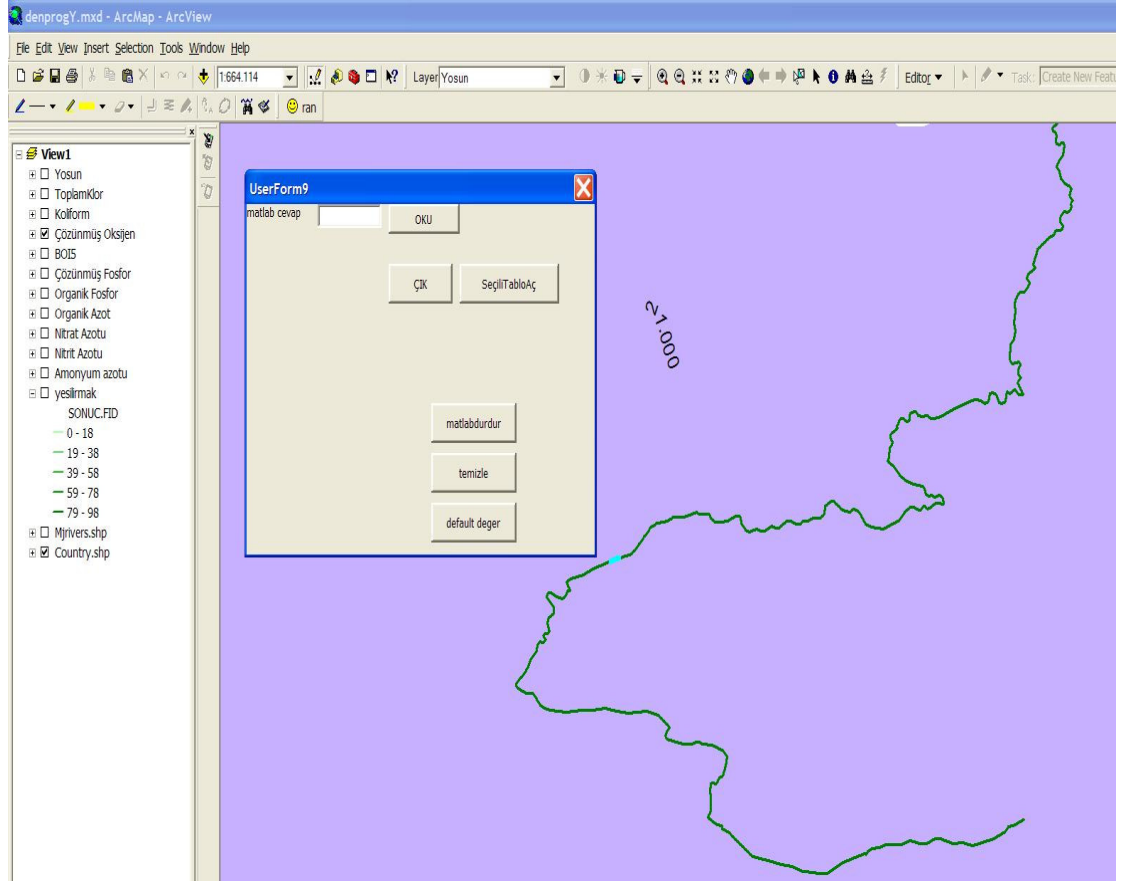 denprogY.mxd - ArcMap - ArcView
File Edit View Insert Selection Tools Window Help
1:664.114 Layer Yosun Editor Task: Create New Featu
ran
View1
Yosun
ToplamKlor
Koliform
Çözünmüş Oksijen
BOI5
Çözünmüş Fosfor
Organik Fosfor
Organik Azot
Nitrat Azotu
Nitrit Azotu
Amonyum azotu
yesilirmak
SONUC.FID
0 - 18
19 - 38
39 - 58
59 - 78
79 - 98
Mjrivers.shp
Country.shp
UserForm9
matlab cevap OKU
ÇIK SeçiliTabloAç
matlabdurdur
temizle
default deger
21.000